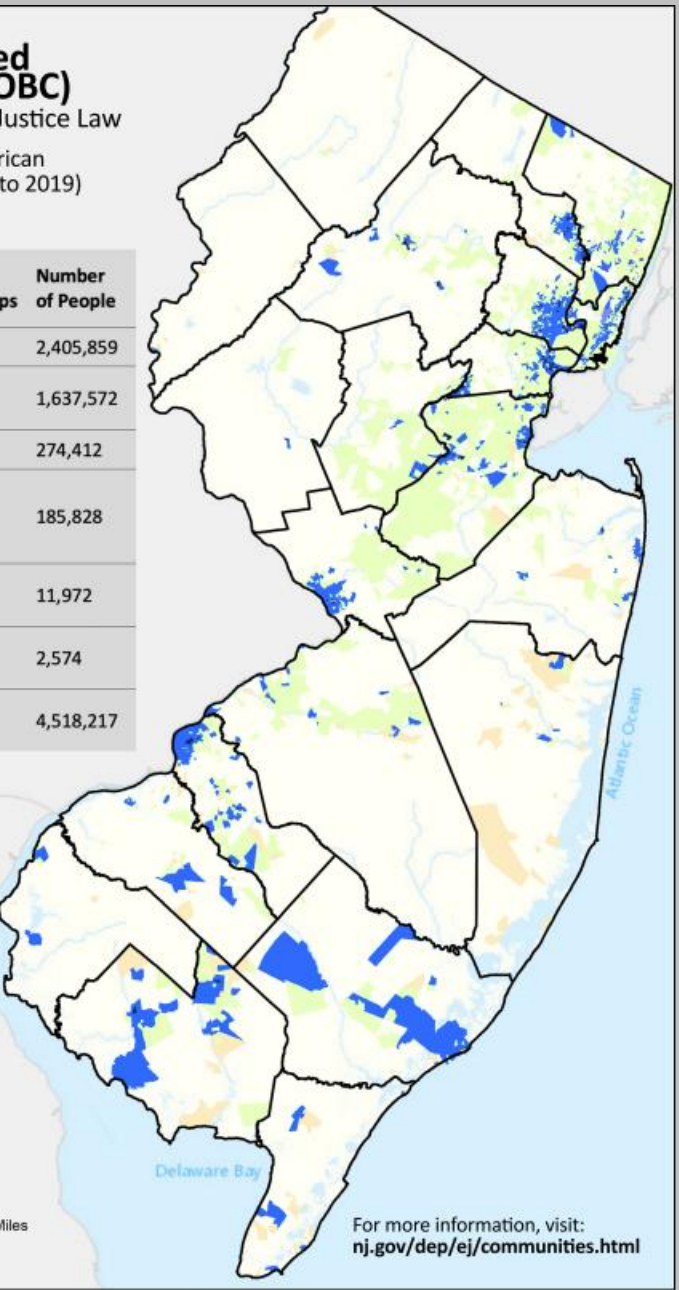 ed
OBC)
Justice Law
rican
to 2019)
Number
ps of People
2,405,859
1,637,572
274,412
185,828
11,972
2,574
4,518,217
Atlantic Ocean
Delaware Bay
Miles
For more information, visit:
nj.gov/dep/ej/communities.html